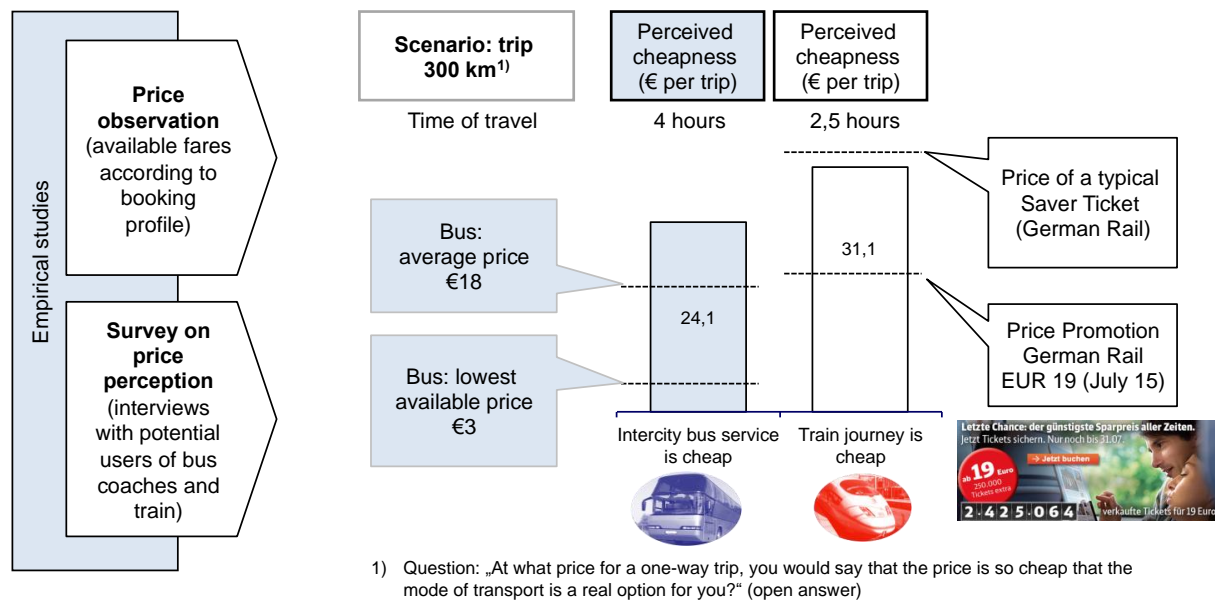 Empirical studies
Price
observation
(available fares
according to
booking
profile)
Survey on
price
perception
(interviews
with potential
users of bus
coaches and
train)
Scenario: trip
300 km1)
Perceived
cheapness
(€ per trip)
Perceived
cheapness
(€ per trip)
Time of travel
4 hours
2,5 hours
Bus:
average price
€18
Bus: lowest
available price
€3
24,1
31,1
Price of a typical
Saver Ticket
(German Rail)
Price Promotion
German Rail
EUR 19 (July 15)
Intercity bus service
is cheap
Train journey is
cheap
Letzte Chance: der günstigste Sparpreis aller Zeiten.
Jetzt Tickets sichern. Nur noch bis 31.07.
→ Jetzt buchen
ab 19 Euro
250.000
Tickets extra
2.425.064
verkaufte Tickets für 19 Euro
1) Question: „At what price for a one-way trip, you would say that the price is so cheap that the
mode of transport is a real option for you?“ (open answer)